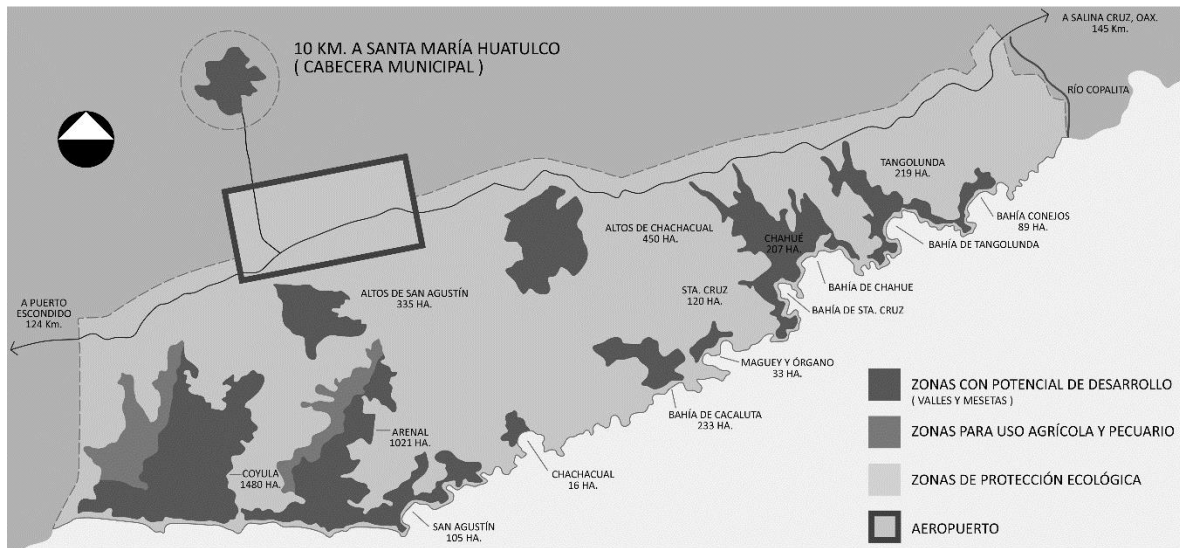 A SALINA CRUZ, OAX.
145 Km.
10 KM. A SANTA MARÍA HUATULCO
( CABECERA MUNICIPAL )
RÍO COPALITA
TANGOLUNDA
219 HA.
BAHÍA CONEJOS
89 HA.
ALTOS DE CHACHACUAL
450 HA.
CHAHUÉ
207 HA.
BAHÍA DE TANGOLUNDA
ALTOS DE SAN AGUSTÍN
335 HA.
STA. CRUZ
120 HA.
BAHÍA DE CHAHUE
A PUERTO
ESCONDIDO
124 Km.
BAHÍA DE STA. CRUZ
MAGUEY Y ÓRGANO
33 HA.
ZONAS CON POTENCIAL DE DESARROLLO
( VALLES Y MESETAS )
BAHÍA DE CACALUTA
233 HA.
ARENAL
1021 HA.
ZONAS PARA USO AGRÍCOLA Y PECUARIO
COYULA
1480 HA.
CHACHACUAL
16 HA.
ZONAS DE PROTECCIÓN ECOLÓGICA
SAN AGUSTÍN
105 HA.
AEROPUERTO